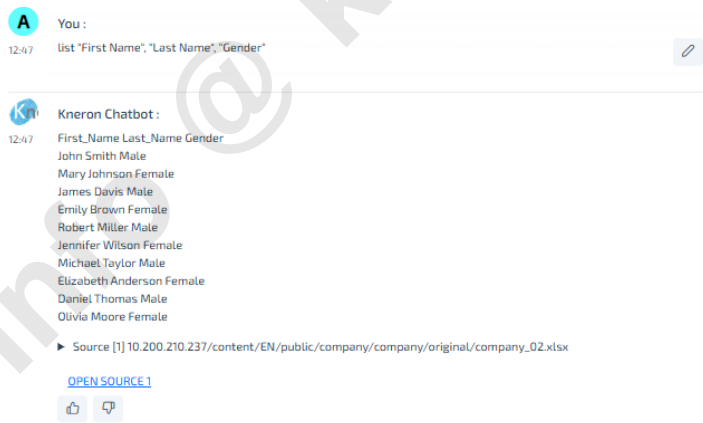 A
You :
12:47
list "First Name", "Last Name", "Gender"
Kn
Kneron Chatbot :
12:47
First_Name Last_Name Gender
John Smith Male
Mary Johnson Female
James Davis Male
Emily Brown Female
Robert Miller Male
Jennifer Wilson Female
Michael Taylor Male
Elizabeth Anderson Female
Daniel Thomas Male
Olivia Moore Female
► Source [1] 10.200.210.237/content/EN/public/company/company/original/company_02.xlsx
OPEN SOURCE 1
info @ k